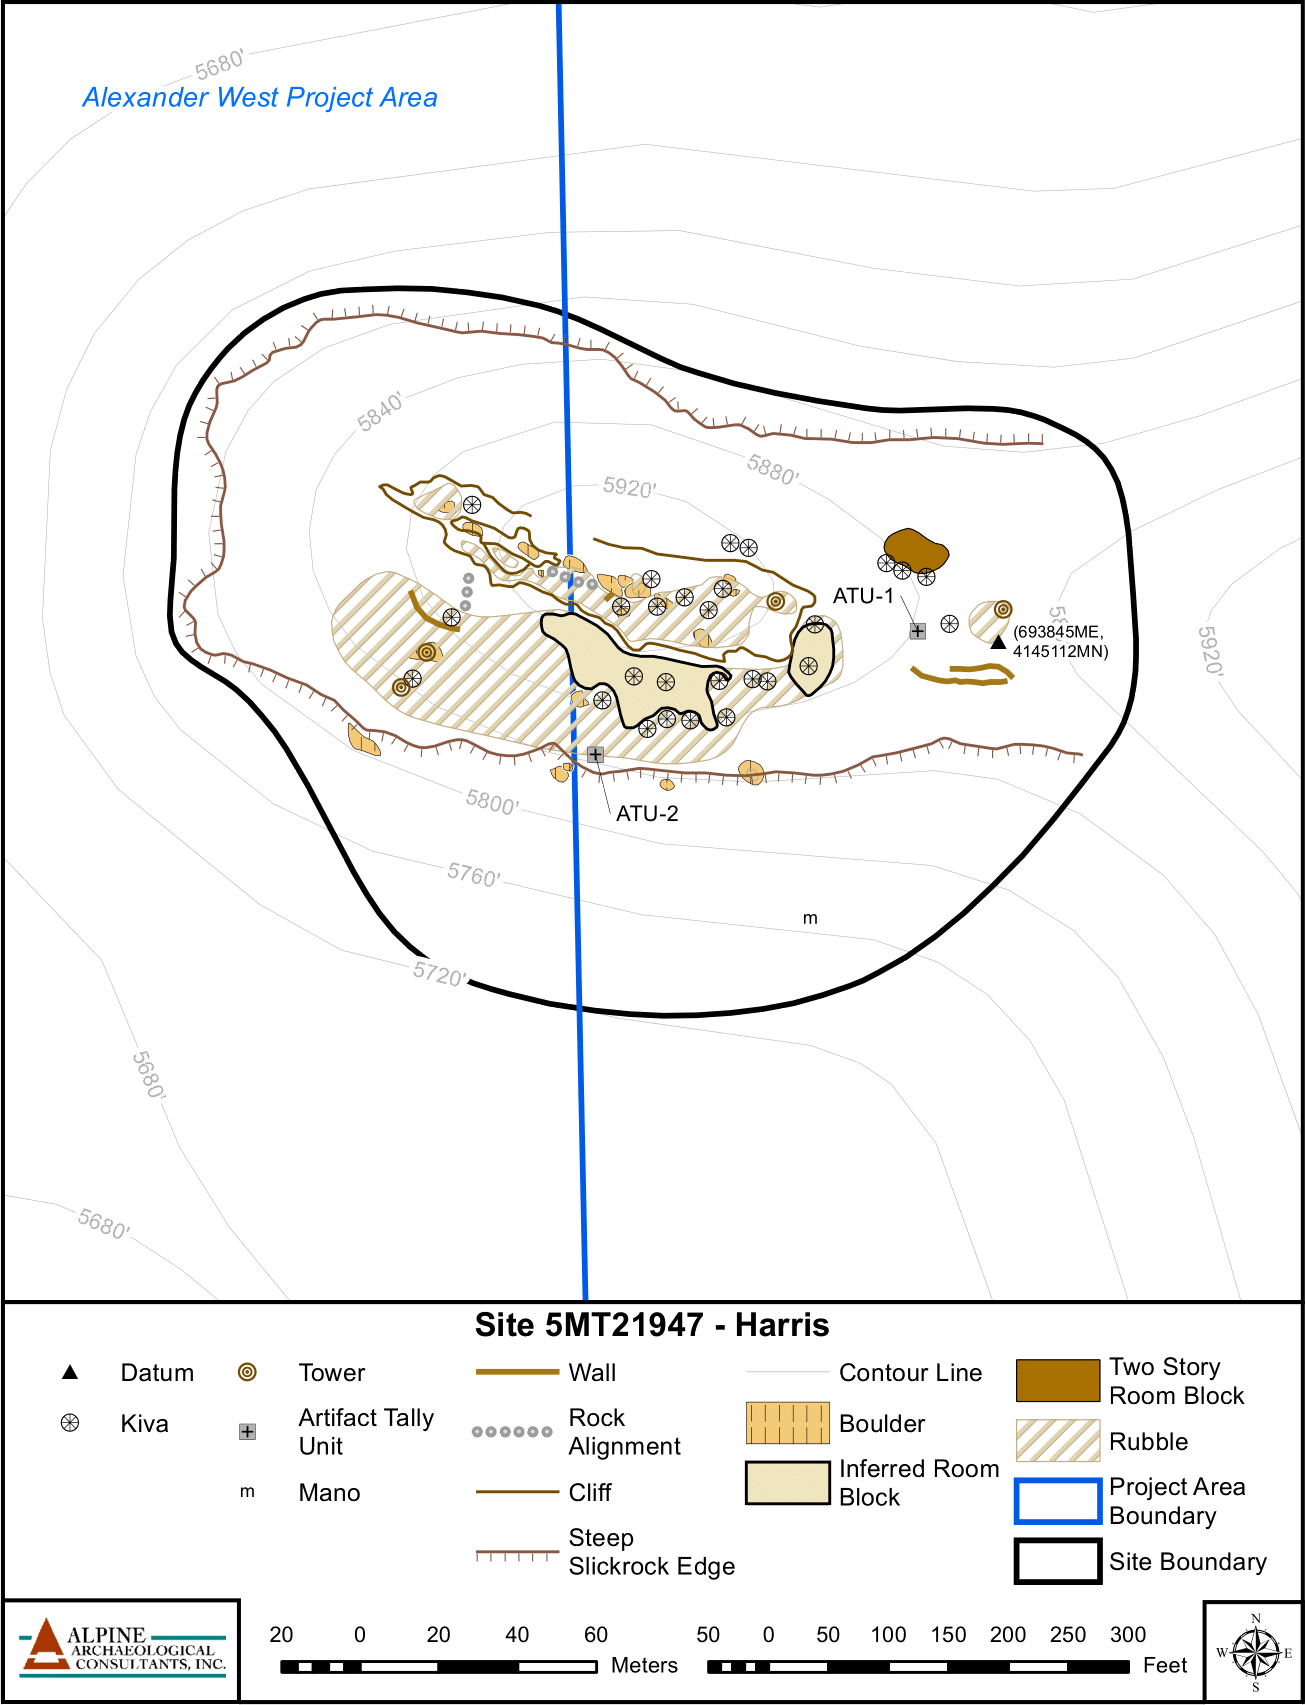 5680'
Alexander West Project Area
5840'
5880'
5920'
ATU-1
(693845ME,
4145112MN)
5920'
ATU-2
5800'
5760'
m
5720'
5680'
5680'
Site 5MT21947 - Harris
Datum
Kiva
Tower
Artifact Tally
Unit
m
Mano
Wall
Rock
Alignment
Cliff
Steep
Slickrock Edge
Contour Line
Boulder
Inferred Room
Block
Two Story
Room Block
Rubble
Project Area
Boundary
Site Boundary
ALPINE
ARCHAEOLOGICAL
CONSULTANTS, INC.
20 0 20 40 60
Meters
50 0 50 100 150 200 250 300
Feet
N
W E
S